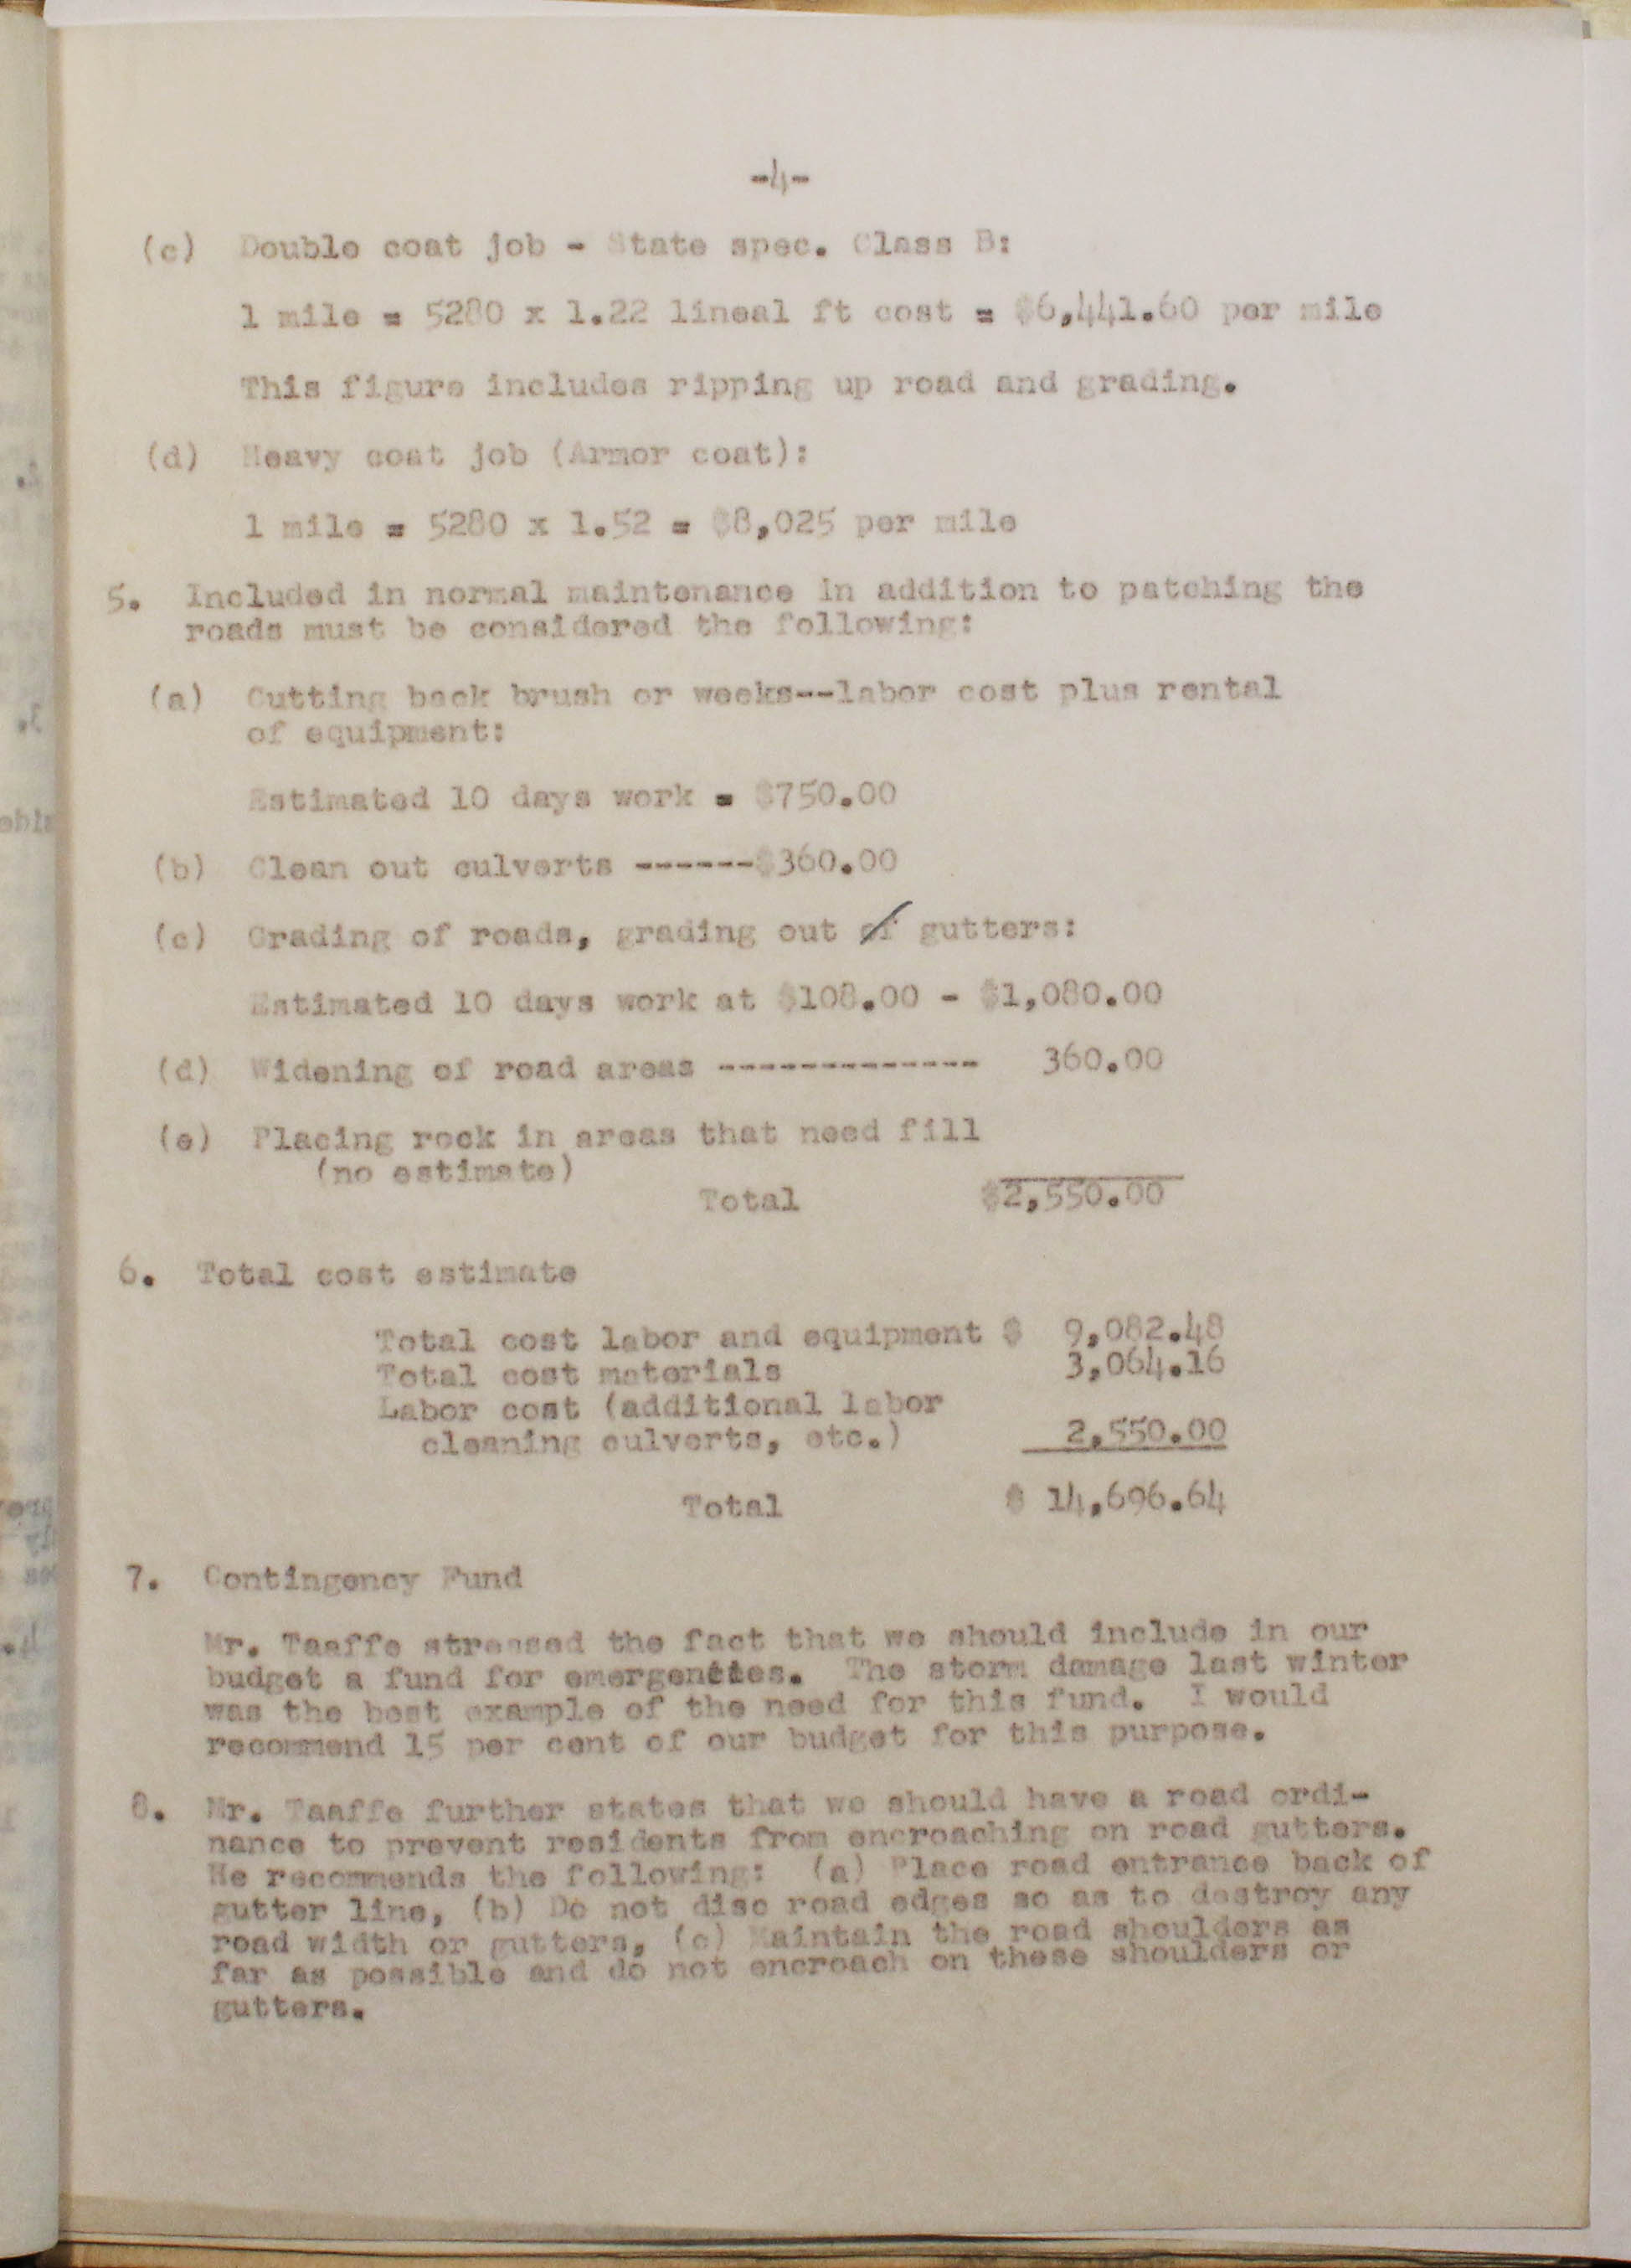 -4-
(c) Double coat job - State spec. Class B:
1 mile = 5280 x 1.22 lineal ft cost = $6,441.60 per mile
This figure includes ripping up road and grading.
(d) Heavy coat job (Armor coat):
1 mile = 5280 x 1.52 = $8,025 per mile
5. Included in normal maintenance in addition to patching the
roads must be considered the following:
(a) Cutting back brush or weeks--labor cost plus rental
of equipment:
Estimated 10 days work = $750.00
(b) Clean out culverts ------$360.00
(c) Grading of roads, grading out of gutters:
Estimated 10 days work at $108.00 - $1,080.00
(d) Widening of road areas ------------- 360.00
(e) Placing rock in areas that need fill
(no estimate)
Total $2,550.00
6. Total cost estimate
Total cost labor and equipment $ 9,082.48
Total cost materials 3,064.16
Labor cost (additional labor
cleaning culverts, etc.) 2,550.00
Total $ 14,696.64
7. Contingency Fund
Mr. Taaffe stressed the fact that we should include in our
budget a fund for emergencies. The storm damage last winter
was the best example of the need for this fund. I would
recommend 15 per cent of our budget for this purpose.
8. Mr. Taaffe further states that we should have a road ordi-
nance to prevent residents from encroaching on road gutters.
He recommends the following: (a) Place road entrance back of
gutter line, (b) Do not disc road edges so as to destroy any
road width or gutters, (c) Maintain the road shoulders as
far as possible and do not encroach on these shoulders or
gutters.